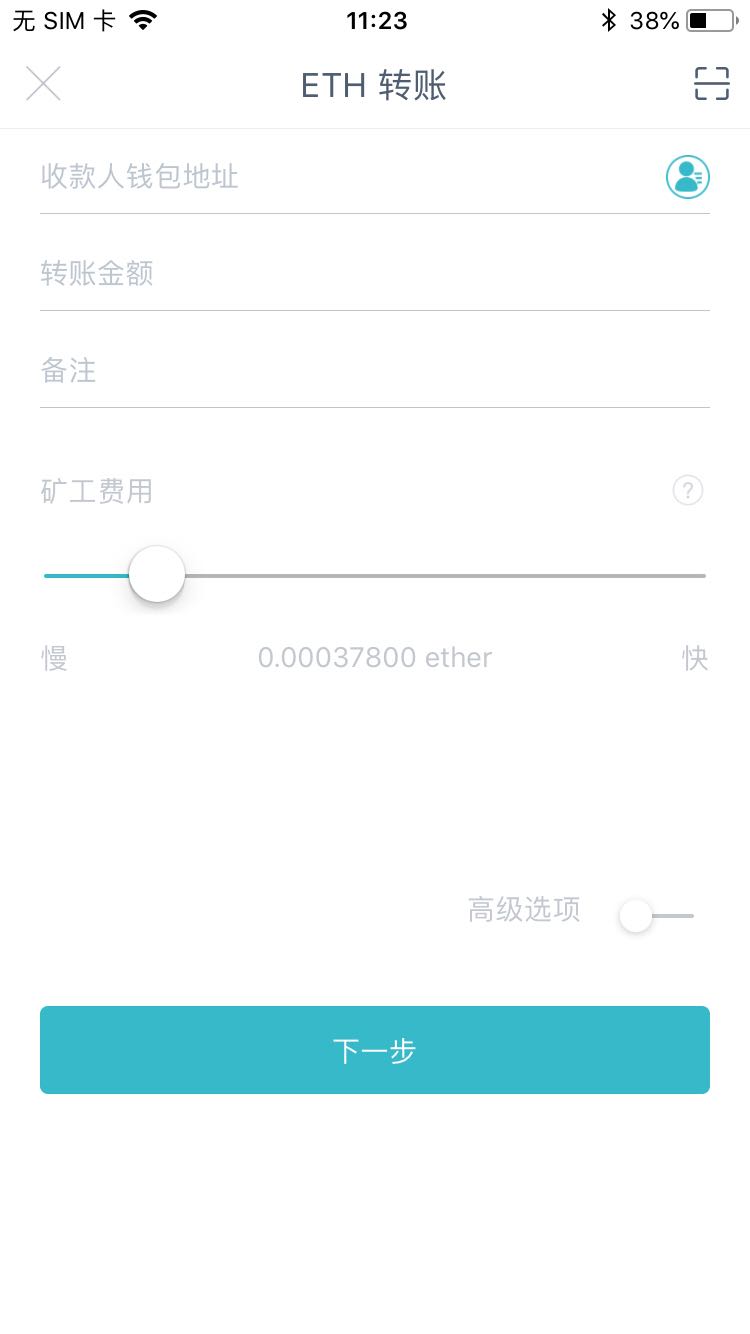 无 SIM 卡 11:23 38%
ETH 转账
收款人钱包地址
转账金额
备注
矿工费用 ?
慢 0.00037800 ether 快
高级选项
下一步